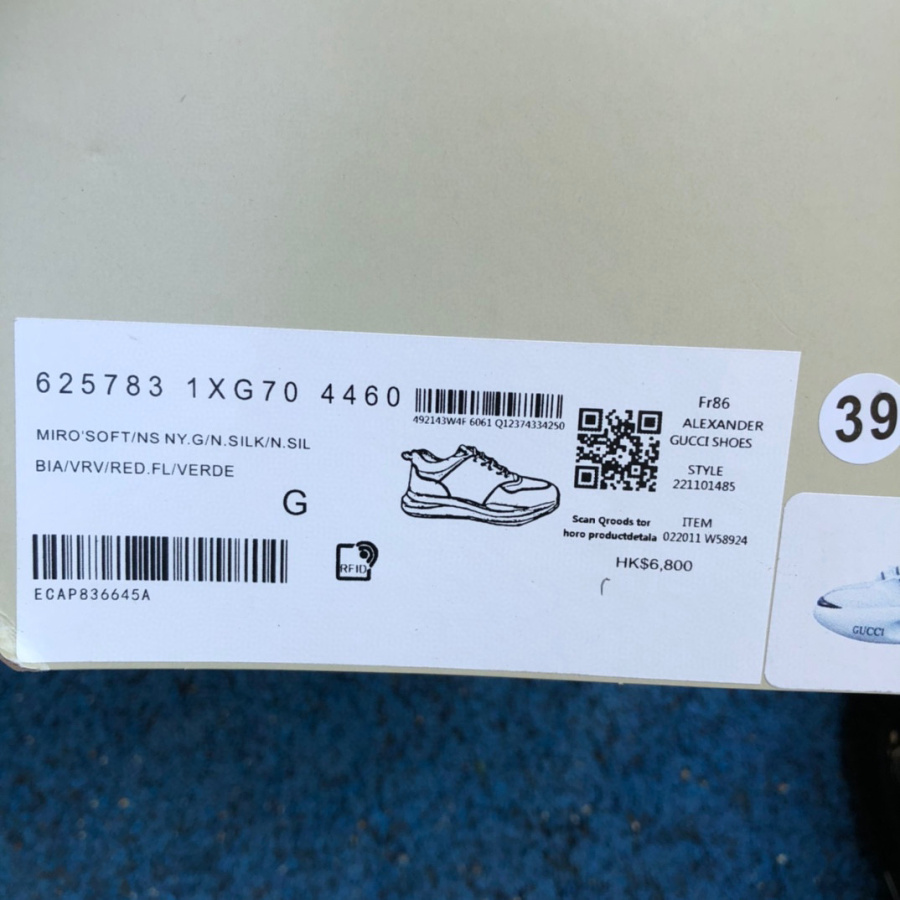 625783 1XG70 4460
MIRO'SOFT/NS NY.G/N.SILK/N.SIL
BIA/VRV/RED.FL/VERDE
G
ECAP836645A
RFID
492143W4F 6061 Q12374334250
Scan Qroods tor
horo productdetala
Fr86
ALEXANDER
GUCCI SHOES
STYLE
221101485
ITEM
022011 W58924
HK$6,800
39
GUCCI